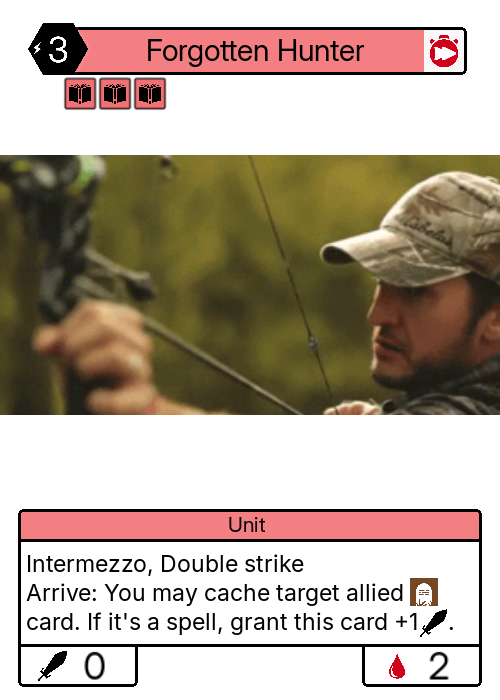 3
Forgotten Hunter
Unit
Intermezzo, Double strike
Arrive: You may cache target allied
card. If it's a spell, grant this card +1 .
0
2